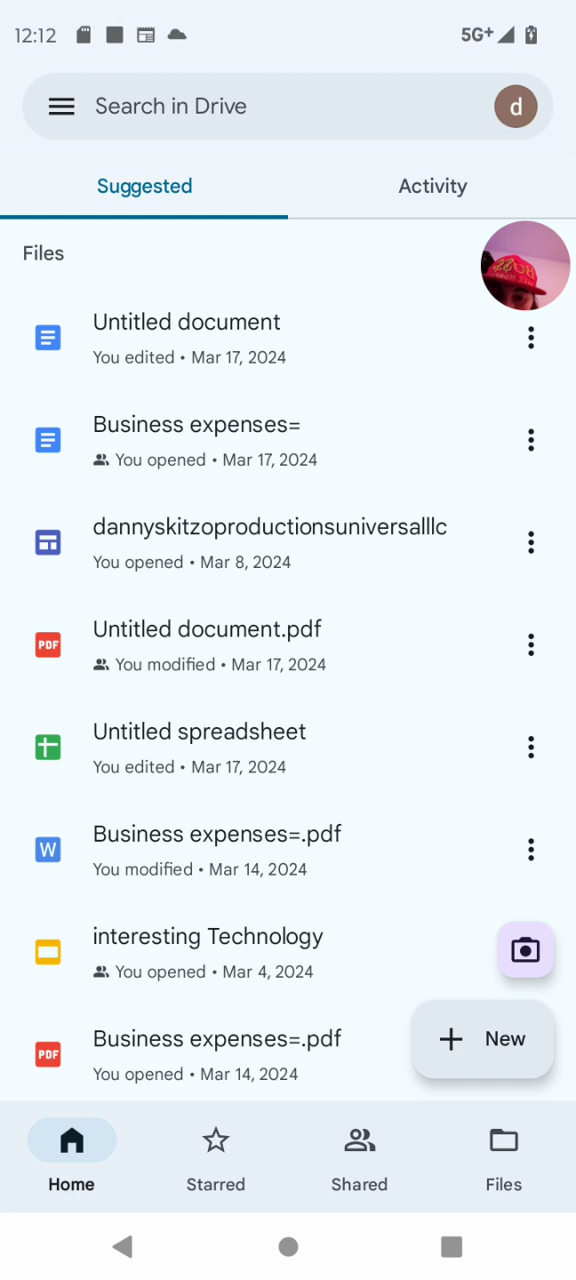 12:12 5G+
Search in Drive d
Suggested Activity
Files
Untitled document
You edited • Mar 17, 2024
Business expenses=
You opened • Mar 17, 2024
dannyskitzoproductionsuniversalllc
You opened • Mar 8, 2024
PDF Untitled document.pdf
You modified • Mar 17, 2024
Untitled spreadsheet
You edited • Mar 17, 2024
W Business expenses=.pdf
You modified • Mar 14, 2024
interesting Technology
You opened • Mar 4, 2024
PDF Business expenses=.pdf
You opened • Mar 14, 2024
New
Home Starred Shared Files